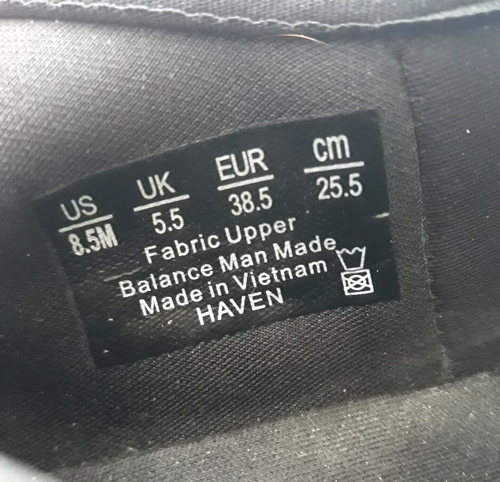 US UK EUR cm
8.5M 5.5 38.5 25.5
Fabric Upper
Balance Man Made
Made in Vietnam
HAVEN